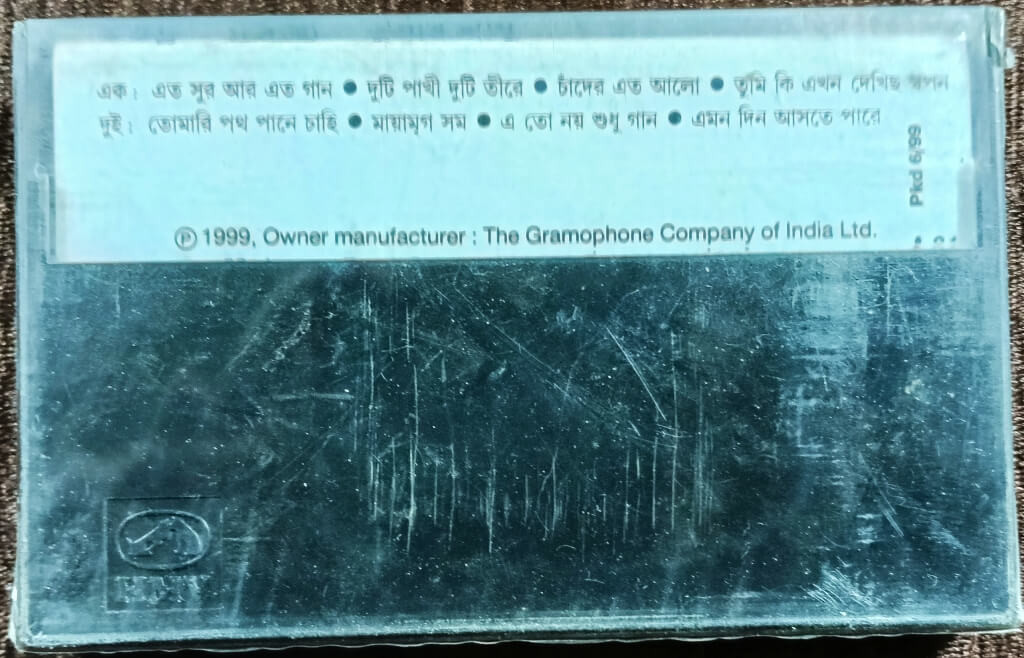 এক : এত সুর আর এত গান ● দুটি পাখী দুটি তীরে ● চাঁদের এত আলো ● তুমি কি এখন দেখিছ স্বপন
দুই : তোমারি পথ পানে চাহি ● মায়ামৃগ সম ● এ তো নয় শুধু গান ● এমন দিন আসতে পারে
Pkd 6/99
Ⓟ 1999, Owner manufacturer : The Gramophone Company of India Ltd.